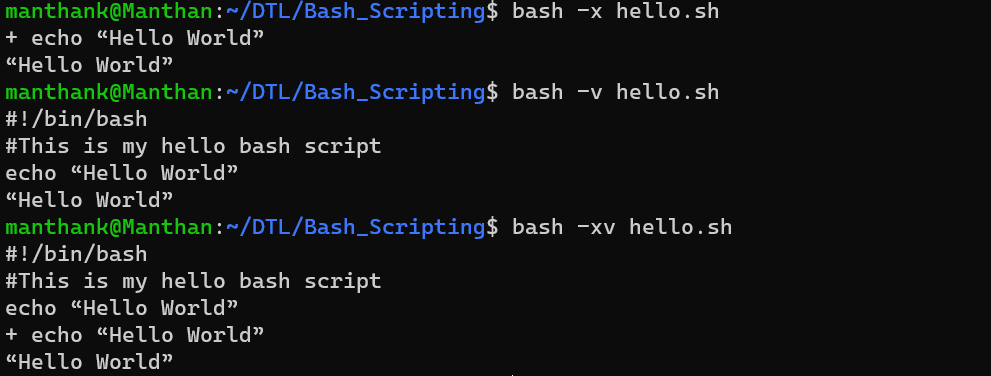 manthank@Manthan:~/DTL/Bash_Scripting$ bash -x hello.sh
+ echo “Hello World”
“Hello World”
manthank@Manthan:~/DTL/Bash_Scripting$ bash -v hello.sh
#!/bin/bash
#This is my hello bash script
echo “Hello World”
“Hello World”
manthank@Manthan:~/DTL/Bash_Scripting$ bash -xv hello.sh
#!/bin/bash
#This is my hello bash script
echo “Hello World”
+ echo “Hello World”
“Hello World”